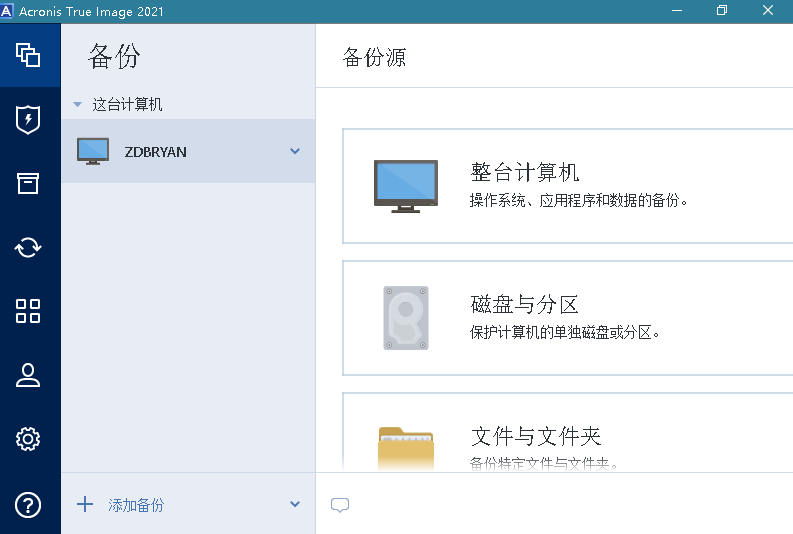 Acronis True Image 2021
备份
备份源
这台计算机
ZDBRYAN
整台计算机
操作系统、应用程序和数据的备份。
磁盘与分区
保护计算机的单独磁盘或分区。
文件与文件夹
备份特定文件与文件夹。
添加备份